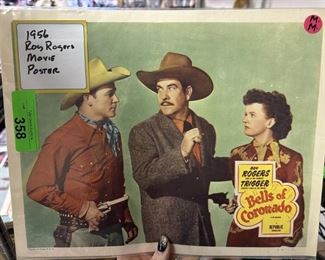 1956
Roy Rogers
Movie
Poster
M
M
358
ROY
ROGERS
TRIGGER
Bells of
Coronado
REPUBLIC